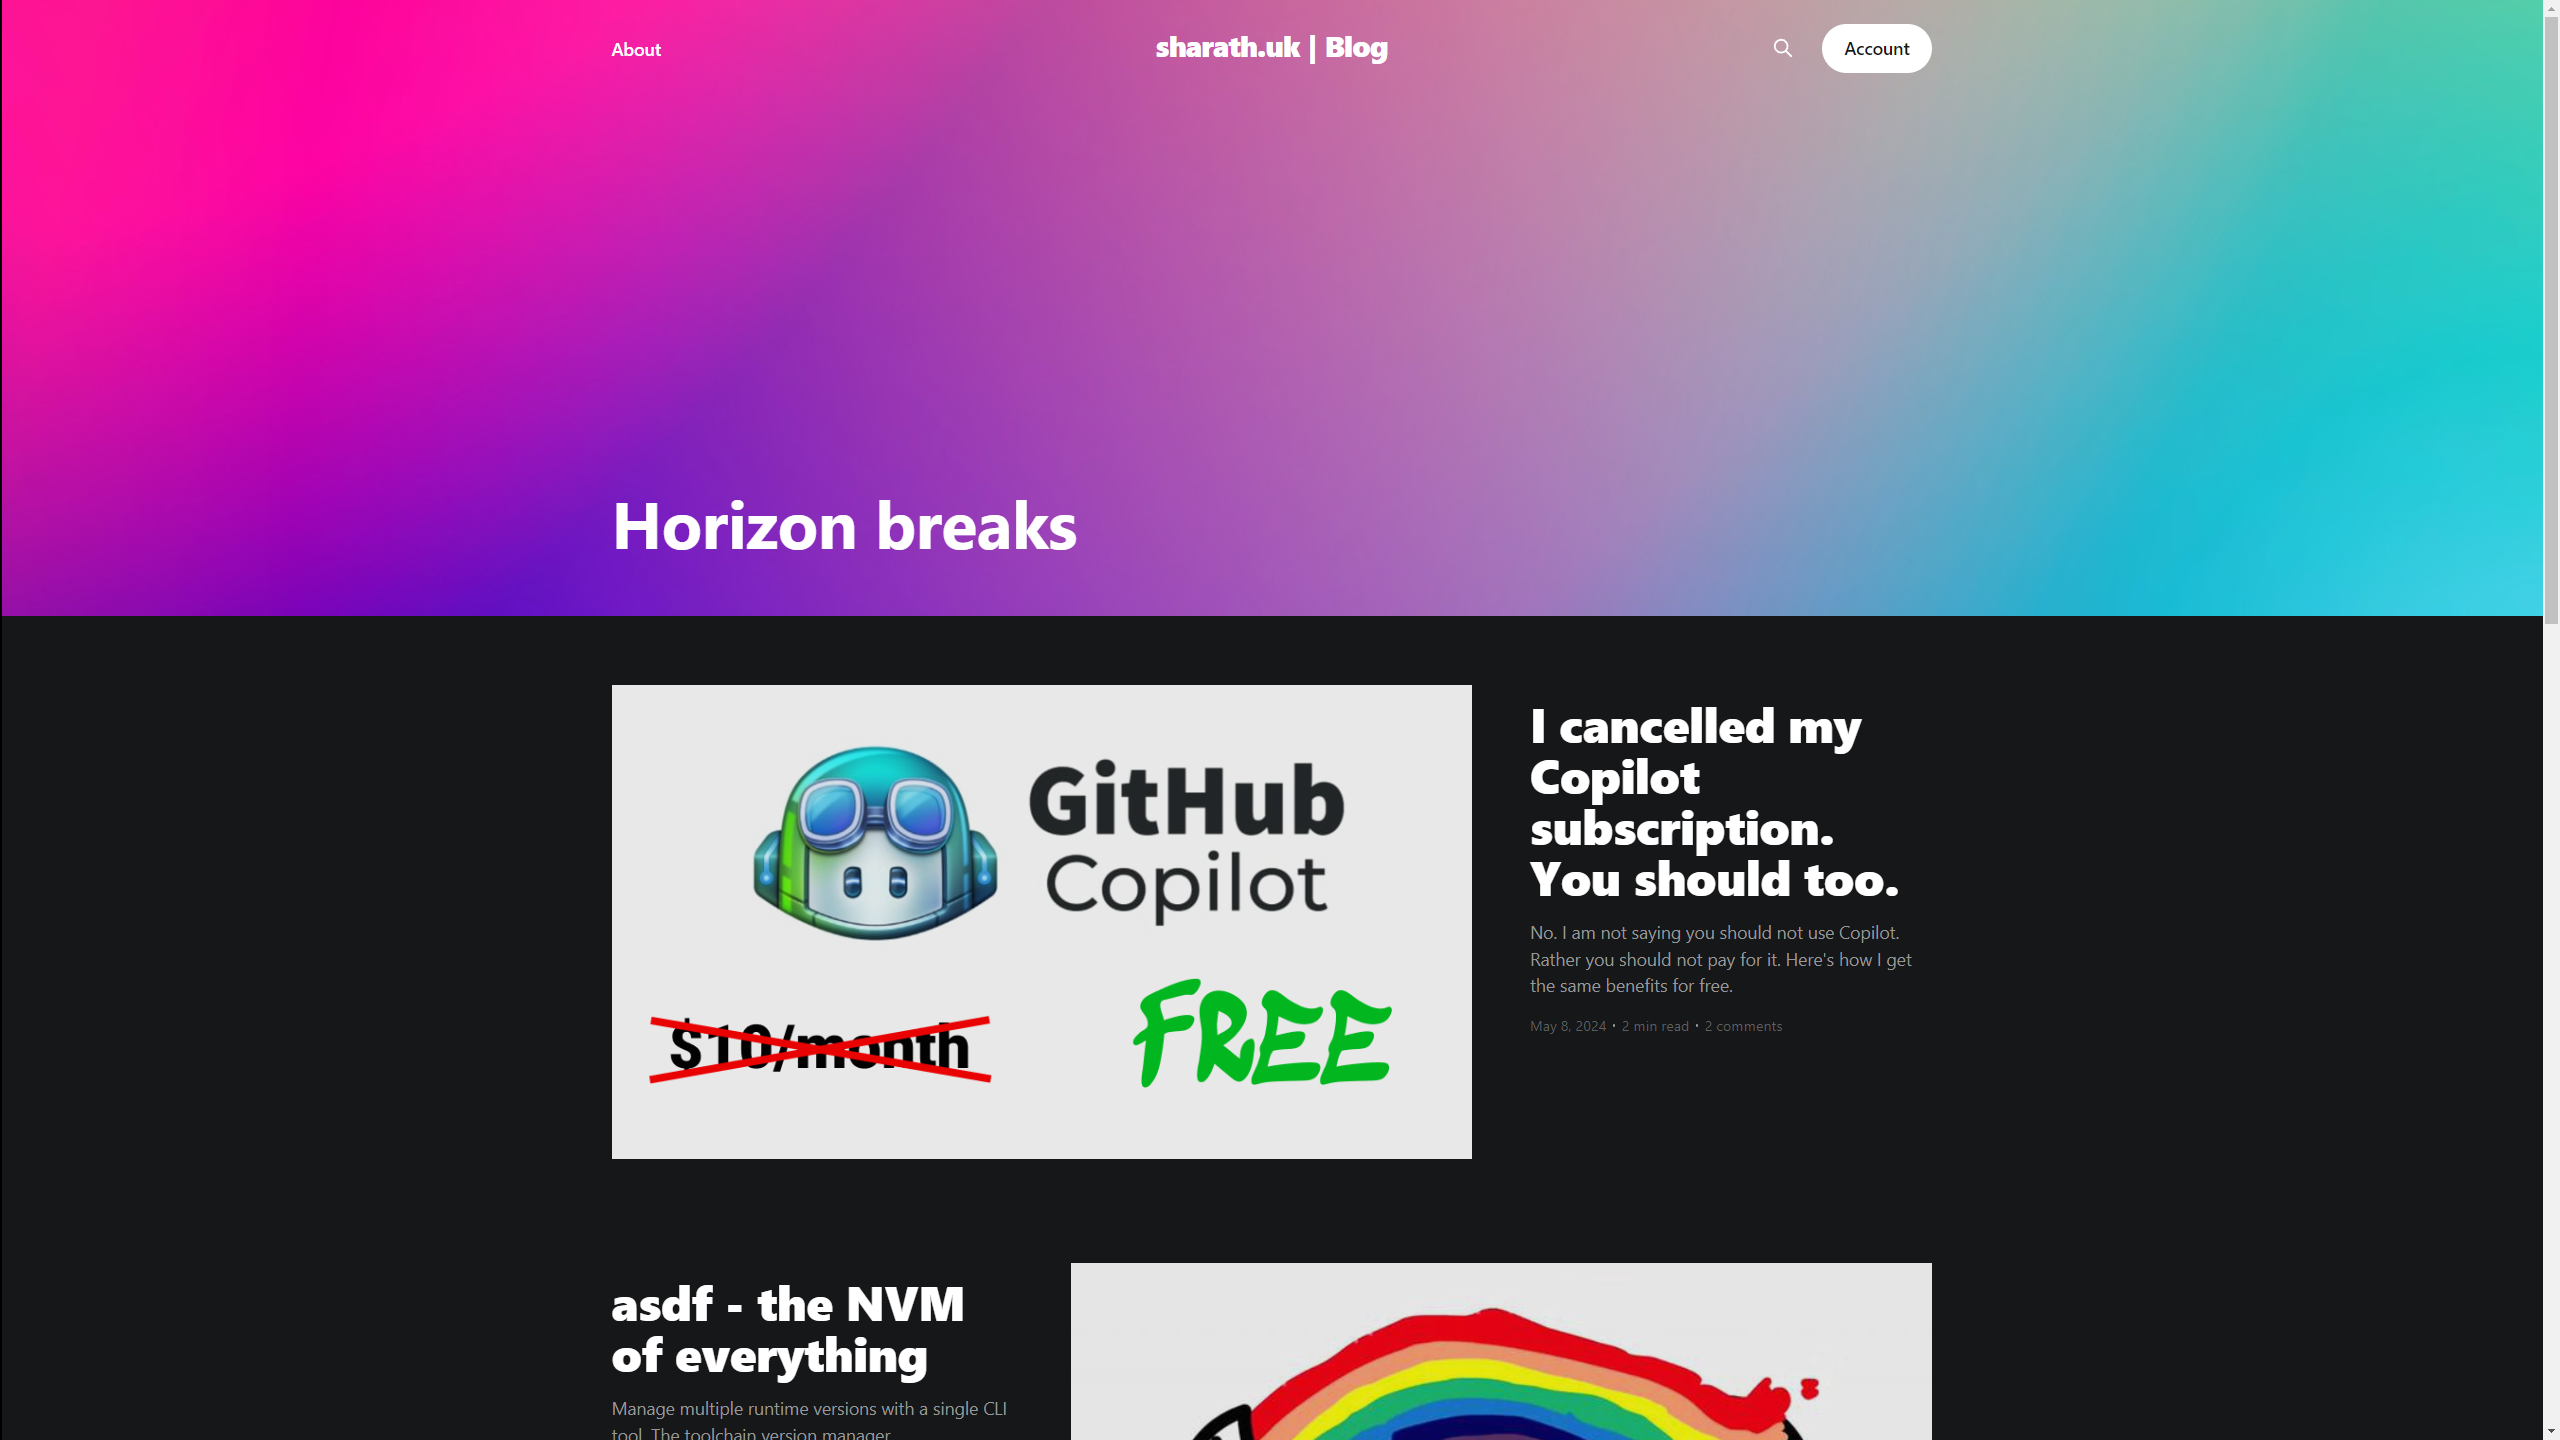 About
sharath.uk | Blog
Account
Horizon breaks
GitHub
Copilot
$10/month
FREE
I cancelled my
Copilot
subscription.
You should too.
No. I am not saying you should not use Copilot.
Rather you should not pay for it. Here's how I get
the same benefits for free.
May 8, 2024 • 2 min read • 2 comments
asdf - the NVM
of everything
Manage multiple runtime versions with a single CLI
tool. The toolchain version manager